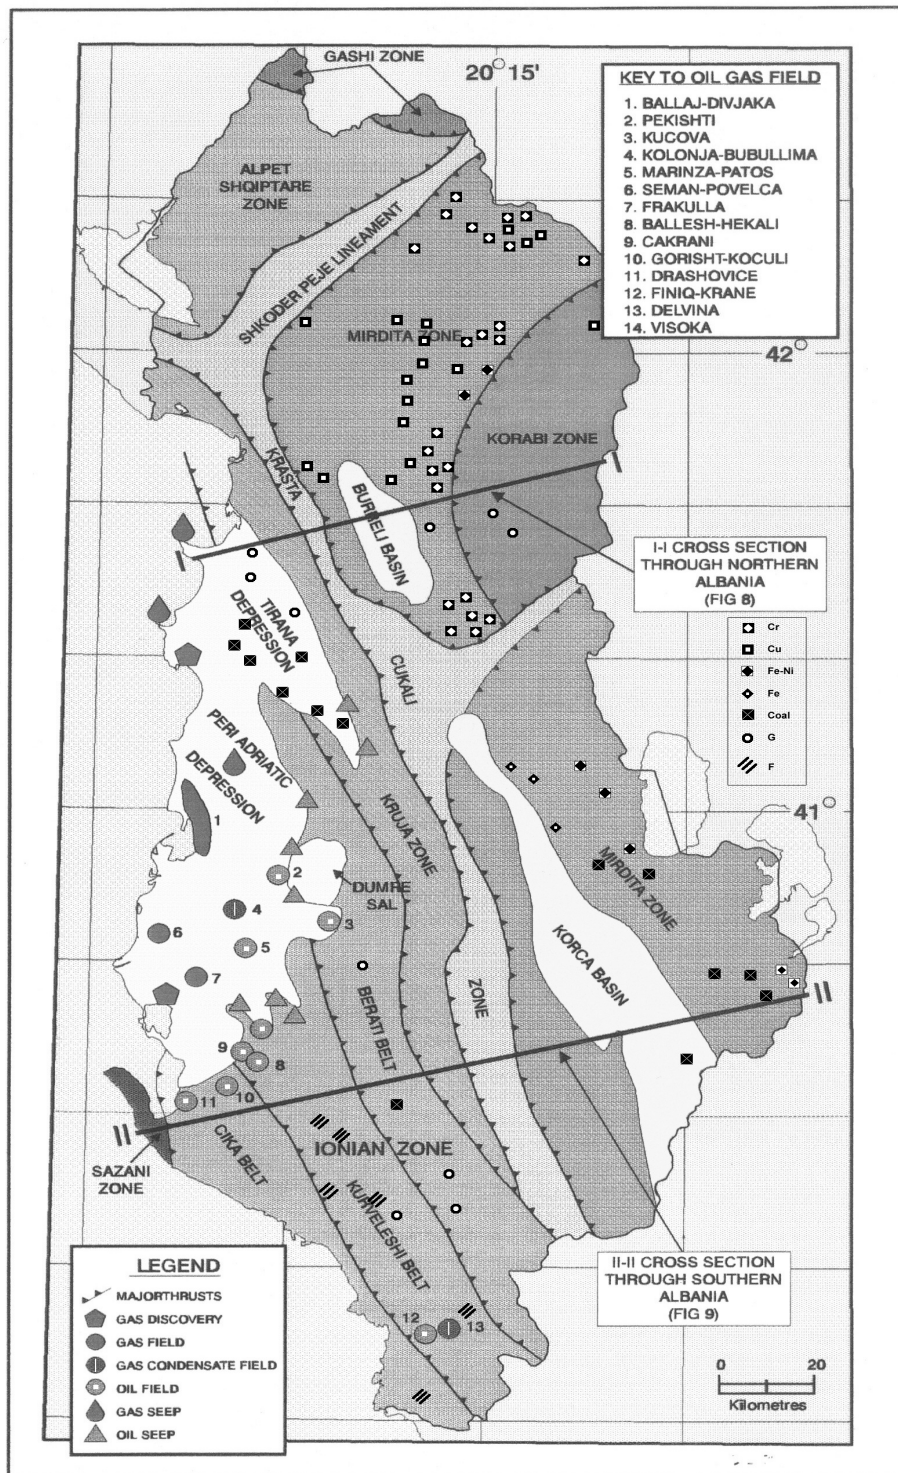 GASHI ZONE
20° 15'
KEY TO OIL GAS FIELD
1. BALLAJ-DIVJAKA
2. PEKISHTI
3. KUCOVA
4. KOLONJA-BUBULLIMA
5. MARINZA-PATOS
6. SEMAN-POVELCA
7. FRAKULLA
8. BALLESH-HEKALI
9. CAKRANI
10. GORISHT-KOCULI
11. DRASHOVICE
12. FINIQ-KRANE
13. DELVINA
14. VISOKA
ALPET
SHQIPTARE
ZONE
SHKODER PEJE LINEAMENT
MIRDITA ZONE
42°
KORABI ZONE
KRASTA
BURRELI BASIN
I
I
I-I CROSS SECTION
THROUGH NORTHERN
ALBANIA
(FIG 8)
TIRANA
DEPRESSION
CUKALI
Cr
Cu
Fe-Ni
Fe
Coal
G
F
PERI ADRIATIC
DEPRESSION
41°
1
KRUJA ZONE
MIRDITA ZONE
2
DUMRE
SAL
3
4
6
5
7
KORCA BASIN
ZONE
BERATI BELT
II
9
8
10
11
II
CIKA BELT
IONIAN ZONE
SAZANI
ZONE
KURVELESHI BELT
II-II CROSS SECTION
THROUGH SOUTHERN
ALBANIA
(FIG 9)
LEGEND
MAJORTHRUSTS
GAS DISCOVERY
GAS FIELD
GAS CONDENSATE FIELD
OIL FIELD
GAS SEEP
OIL SEEP
12
13
0
20
Kilometres